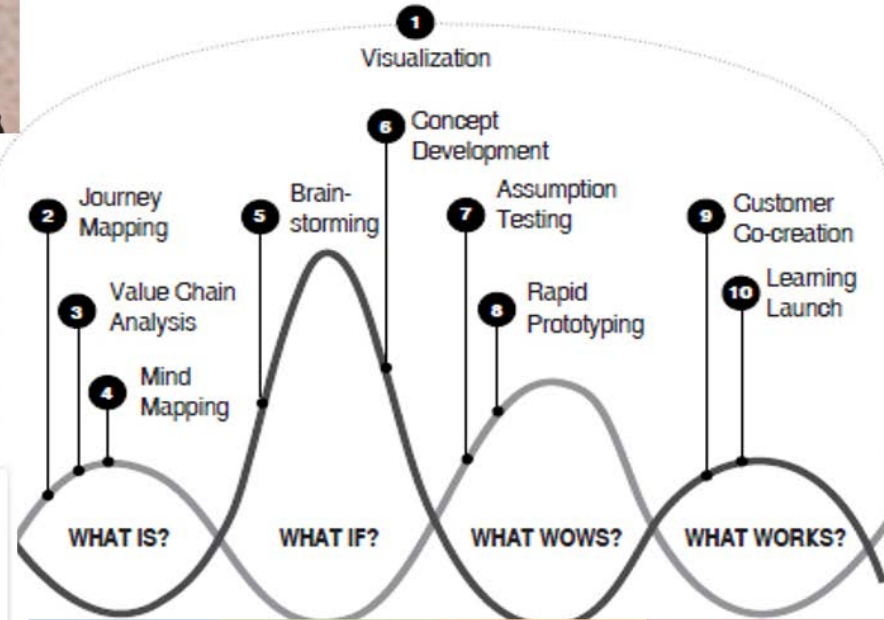 1
Visualization
6 Concept
Development
2 Journey
Mapping
5 Brain-
storming
7 Assumption
Testing
9 Customer
Co-creation
3 Value Chain
Analysis
8 Rapid
Prototyping
10 Learning
Launch
4 Mind
Mapping
WHAT IS? WHAT IF? WHAT WOWS? WHAT WORKS?